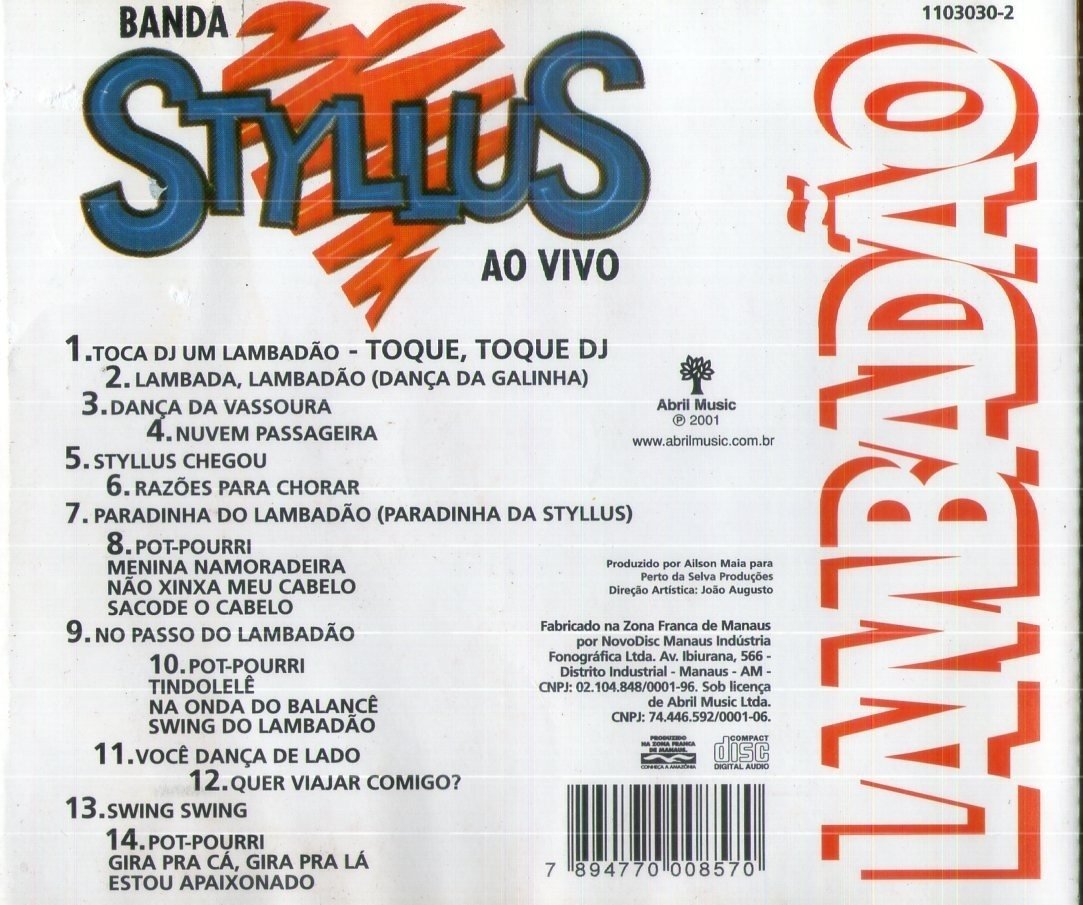 BANDA
STYLLUS
AO VIVO
1103030-2
LAMBADÃO
1.TOCA DJ UM LAMBADÃO - TOQUE, TOQUE DJ
2. LAMBADA, LAMBADÃO (DANÇA DA GALINHA)
3.DANÇA DA VASSOURA
4. NUVEM PASSAGEIRA
5. STYLLUS CHEGOU
6. RAZÕES PARA CHORAR
7. PARADINHA DO LAMBADÃO (PARADINHA DA STYLLUS)
8. POT-POURRI
MENINA NAMORADEIRA
NÃO XINXA MEU CABELO
SACODE O CABELO
9. NO PASSO DO LAMBADÃO
10. POT-POURRI
TINDOLELÊ
NA ONDA DO BALANCÊ
SWING DO LAMBADÃO
11.VOCÊ DANÇA DE LADO
12.QUER VIAJAR COMIGO?
13.SWING SWING
14.POT-POURRI
GIRA PRA CÁ, GIRA PRA LÁ
ESTOU APAIXONADO
Abril Music
℗ 2001
www.abrilmusic.com.br
Produzido por Ailson Maia para
Perto da Selva Produções
Direção Artística: João Augusto
Fabricado na Zona Franca de Manaus
por NovoDisc Manaus Indústria
Fonográfica Ltda. Av. Ibiurana, 566 -
Distrito Industrial - Manaus - AM -
CNPJ: 02.104.848/0001-96. Sob licença
de Abril Music Ltda.
CNPJ: 74.446.592/0001-06.
PRODUZIDO
NA ZONA FRANCA
DE MANAUS.
CONHEÇA A AMAZÔNIA
COMPACT
disc
DIGITAL AUDIO
7 894770 008570